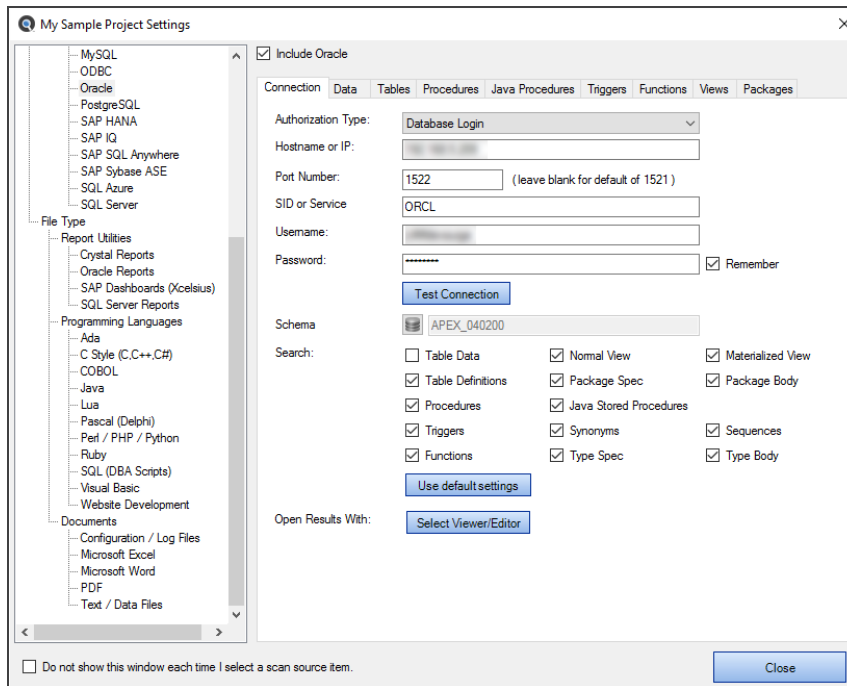 My Sample Project Settings
MySQL
ODBC
Oracle
PostgreSQL
SAP HANA
SAP IQ
SAP SQL Anywhere
SAP Sybase ASE
SQL Azure
SQL Server
File Type
Report Utilities
Crystal Reports
Oracle Reports
SAP Dashboards (Xcelsius)
SQL Server Reports
Programming Languages
Ada
C Style (C,C++,C#)
COBOL
Java
Lua
Pascal (Delphi)
Perl / PHP / Python
Ruby
SQL (DBA Scripts)
Visual Basic
Website Development
Documents
Configuration / Log Files
Microsoft Excel
Microsoft Word
PDF
Text / Data Files
Include Oracle
Connection Data Tables Procedures Java Procedures Triggers Functions Views Packages
Authorization Type: Database Login
Hostname or IP:
Port Number: 1522 (leave blank for default of 1521 )
SID or Service ORCL
Username:
Password: ******** Remember
Test Connection
Schema APEX_040200
Search: Table Data Normal View Materialized View
Table Definitions Package Spec Package Body
Procedures Java Stored Procedures
Triggers Synonyms Sequences
Functions Type Spec Type Body
Use default settings
Open Results With: Select Viewer/Editor
Do not show this window each time I select a scan source item.
Close